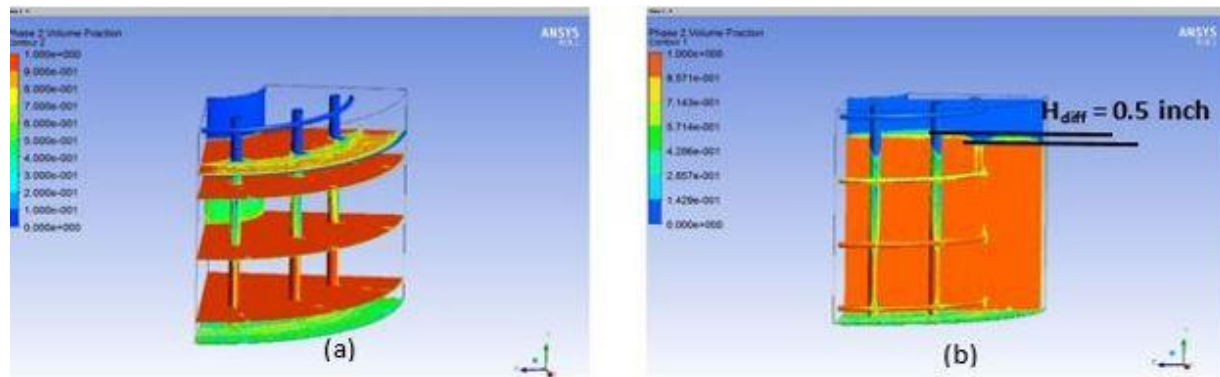 Phase 2 Volume Fraction
Contour 2
1.000e+000
9.000e-001
8.000e-001
7.000e-001
6.000e-001
5.000e-001
4.000e-001
3.000e-001
2.000e-001
1.000e-001
0.000e+000
ANSYS
(a)
Phase 2 Volume Fraction
Contour 1
1.000e+000
8.571e-001
7.143e-001
5.714e-001
4.286e-001
2.857e-001
1.429e-001
0.000e+000
ANSYS
Hdiff = 0.5 inch
(b)